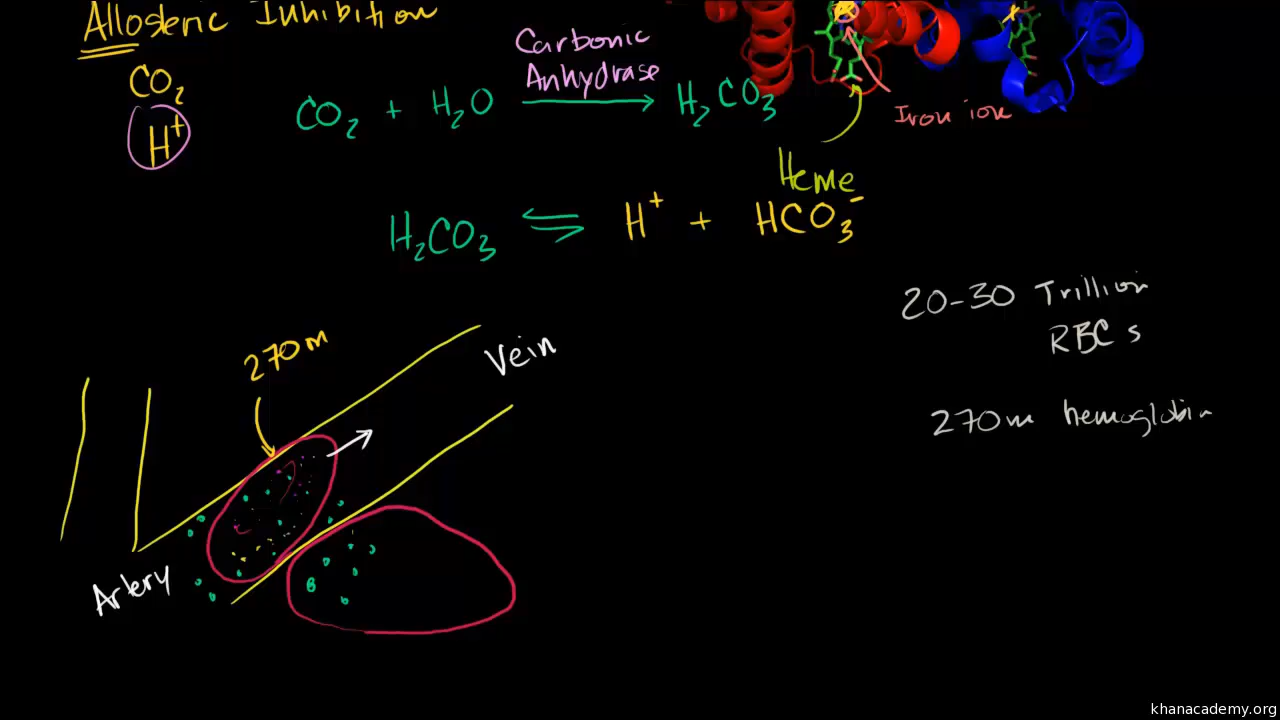 Allosteric Inhibition
CO₂
H⁺
CO₂ + H₂O → H₂CO₃
Carbonic
Anhydrase
Iron ion
Heme
H₂CO₃ ⇌ H⁺ + HCO₃⁻
20-30 Trillion
RBCs
270m hemoglobin
270m
Vein
Artery
khanacademy.org